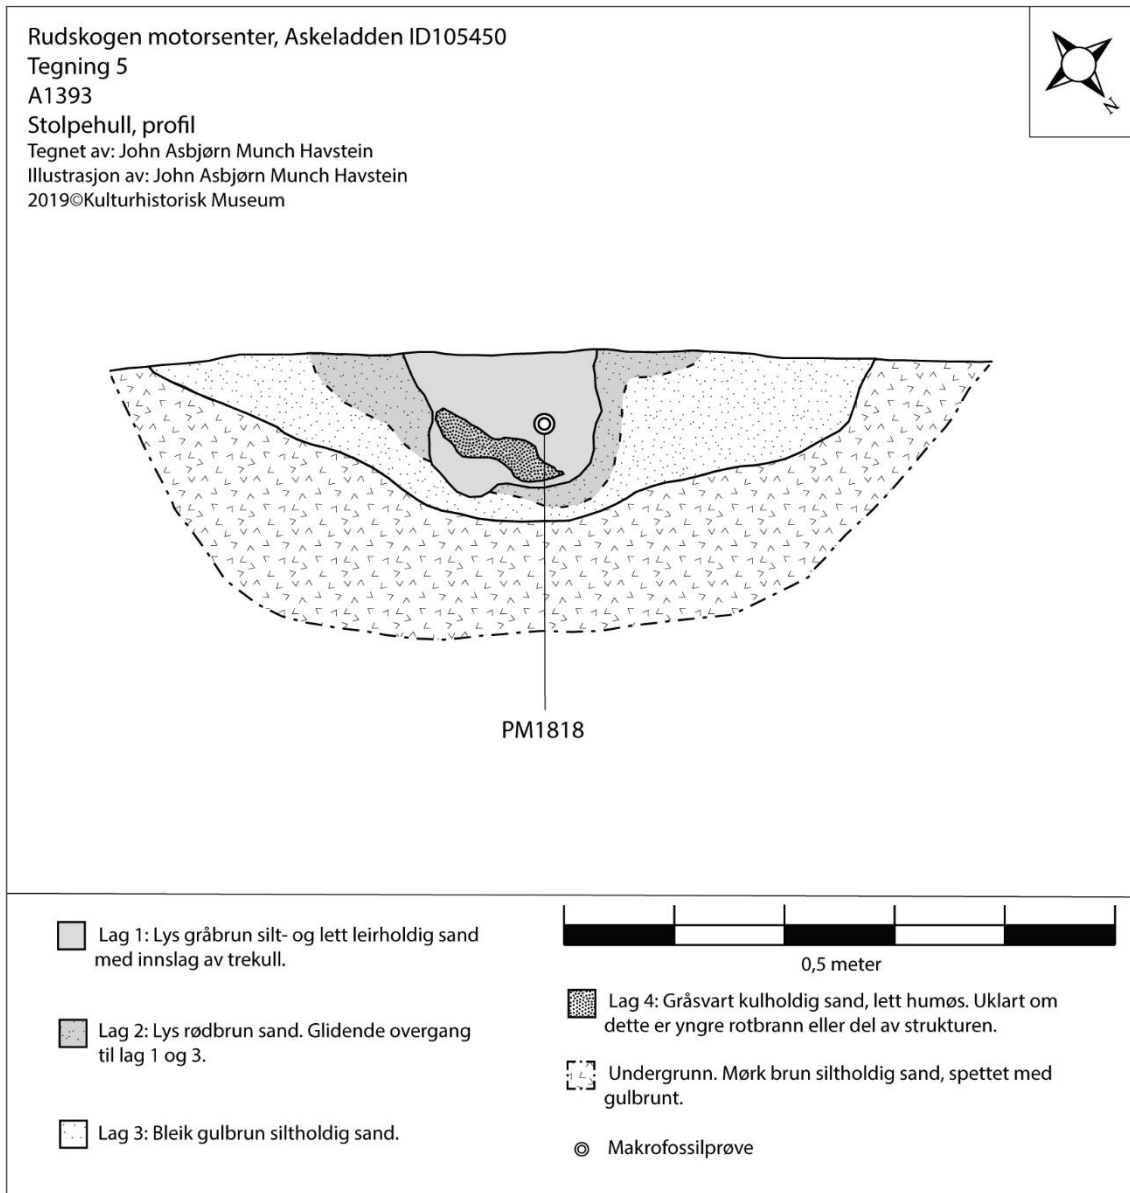 Rudskogen motorsenter, Askeladden ID105450
Tegning 5
A1393
Stolpehull, profil
Tegnet av: John Asbjørn Munch Havstein
Illustrasjon av: John Asbjørn Munch Havstein
2019©Kulturhistorisk Museum
N
PM1818
Lag 1: Lys gråbrun silt- og lett leirholdig sand
med innslag av trekull.
Lag 2: Lys rødbrun sand. Glidende overgang
til lag 1 og 3.
Lag 3: Bleik gulbrun siltholdig sand.
0,5 meter
Lag 4: Gråsvart kulholdig sand, lett humøs. Uklart om
dette er yngre rotbrann eller del av strukturen.
Undergrunn. Mørk brun siltholdig sand, spettet med
gulbrunt.
Makrofossilprøve